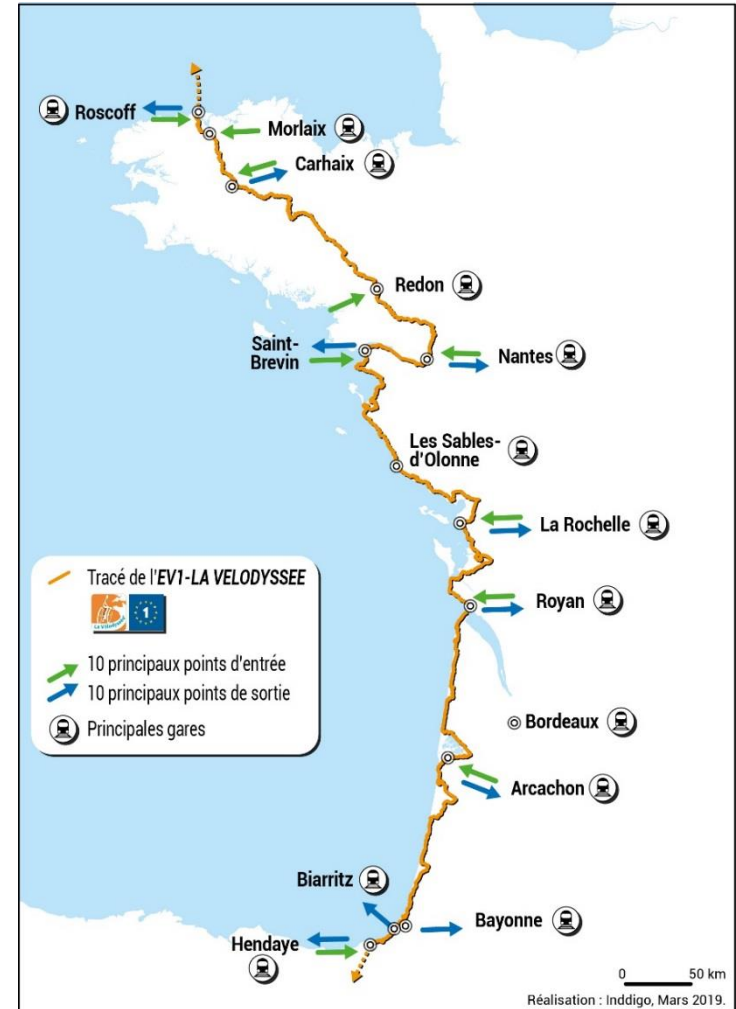 Roscoff
Morlaix
Carhaix
Redon
Saint-
Brevin
Nantes
Les Sables-
d'Olonne
La Rochelle
Tracé de l'EV1-LA VELODYSSEE
La Vélodyssée
1
Royan
10 principaux points d'entrée
10 principaux points de sortie
Principales gares
Bordeaux
Arcachon
Biarritz
Bayonne
Hendaye
0 50 km
Réalisation : Inddigo, Mars 2019.